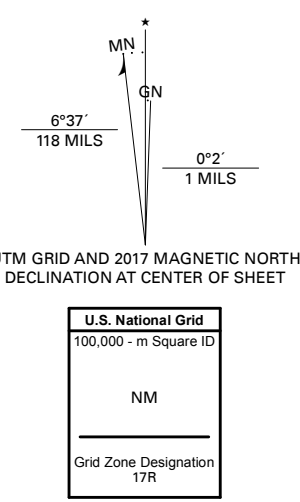 MN
GN
6°37´
118 MILS
0°2´
1 MILS
UTM GRID AND 2017 MAGNETIC NORTH
DECLINATION AT CENTER OF SHEET
U.S. National Grid
100,000 - m Square ID
NM
Grid Zone Designation
17R